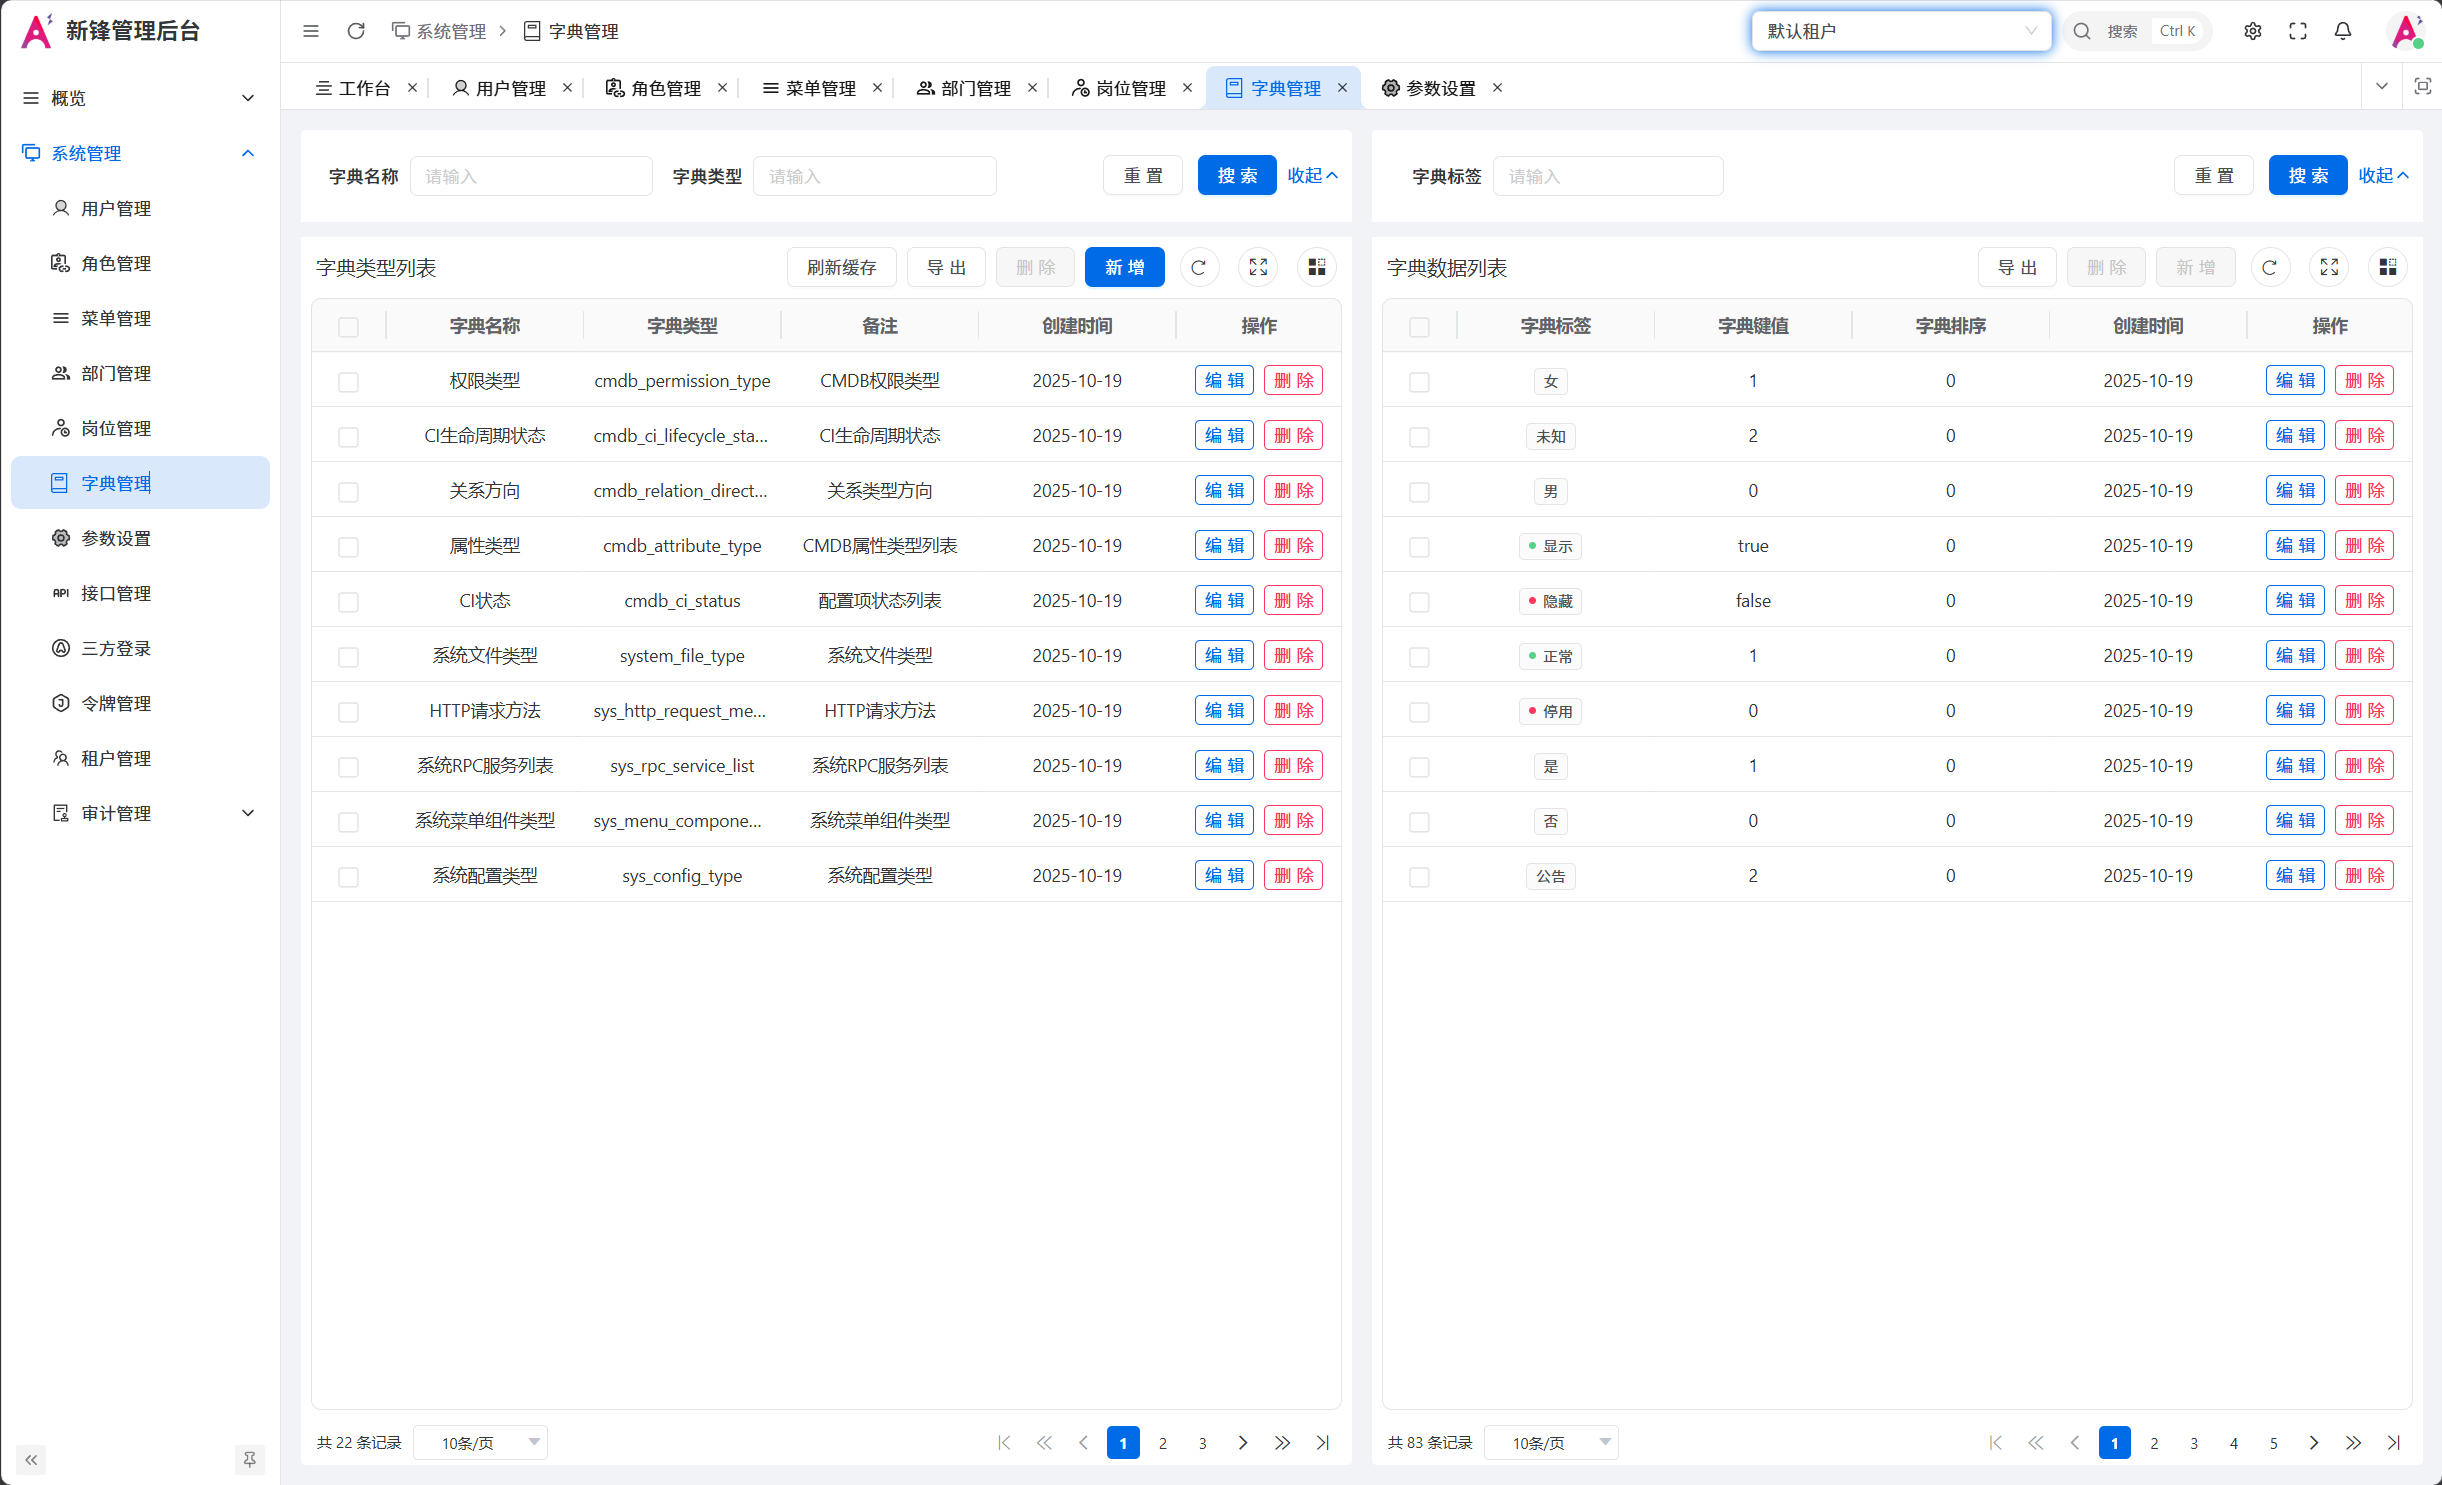 新锋管理后台
概览
系统管理
用户管理
角色管理
菜单管理
部门管理
岗位管理
字典管理
参数设置
API 接口管理
三方登录
令牌管理
租户管理
审计管理
系统管理 > 字典管理
默认租户
搜索 Ctrl K
工作台 用户管理 角色管理 菜单管理 部门管理 岗位管理 字典管理 参数设置
字典名称 请输入 字典类型 请输入 重 置 搜 索 收起
字典类型列表 刷新缓存 导 出 删 除 新 增
字典名称 字典类型 备注 创建时间 操作
权限类型 cmdb_permission_type CMDB权限类型 2025-10-19 编 辑 删 除
CI生命周期状态 cmdb_ci_lifecycle_sta... CI生命周期状态 2025-10-19 编 辑 删 除
关系方向 cmdb_relation_direct... 关系类型方向 2025-10-19 编 辑 删 除
属性类型 cmdb_attribute_type CMDB属性类型列表 2025-10-19 编 辑 删 除
CI状态 cmdb_ci_status 配置项状态列表 2025-10-19 编 辑 删 除
系统文件类型 system_file_type 系统文件类型 2025-10-19 编 辑 删 除
HTTP请求方法 sys_http_request_me... HTTP请求方法 2025-10-19 编 辑 删 除
系统RPC服务列表 sys_rpc_service_list 系统RPC服务列表 2025-10-19 编 辑 删 除
系统菜单组件类型 sys_menu_compone... 系统菜单组件类型 2025-10-19 编 辑 删 除
系统配置类型 sys_config_type 系统配置类型 2025-10-19 编 辑 删 除
共 22 条记录 10条/页 1 2 3
字典标签 请输入 重 置 搜 索 收起
字典数据列表 导 出 删 除 新 增
字典标签 字典键值 字典排序 创建时间 操作
女 1 0 2025-10-19 编 辑 删 除
未知 2 0 2025-10-19 编 辑 删 除
男 0 0 2025-10-19 编 辑 删 除
显示 true 0 2025-10-19 编 辑 删 除
隐藏 false 0 2025-10-19 编 辑 删 除
正常 1 0 2025-10-19 编 辑 删 除
停用 0 0 2025-10-19 编 辑 删 除
是 1 0 2025-10-19 编 辑 删 除
否 0 0 2025-10-19 编 辑 删 除
公告 2 0 2025-10-19 编 辑 删 除
共 83 条记录 10条/页 1 2 3 4 5